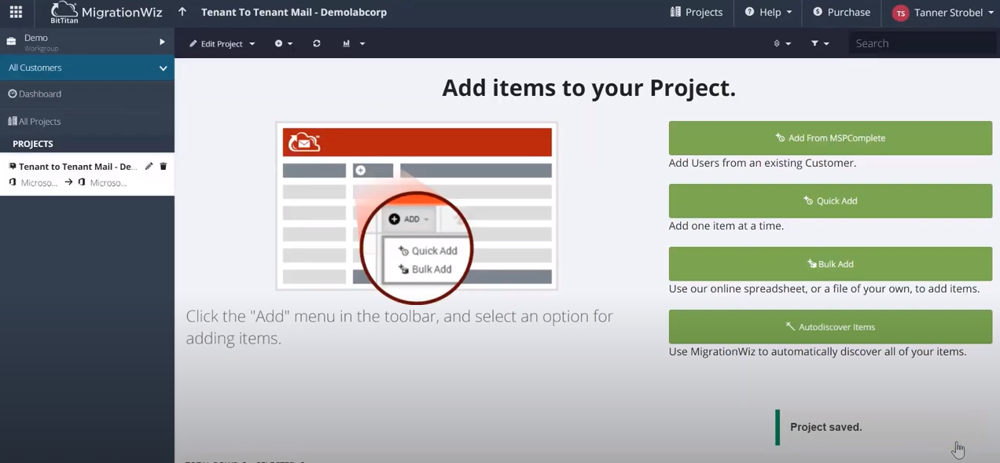 BitTitan MigrationWiz
Tenant To Tenant Mail - Demolabcorp
Projects
Help
Purchase
TS
Tanner Strobel
Demo
Workgroup
Edit Project
Search
All Customers
Dashboard
All Projects
PROJECTS
Tenant to Tenant Mail - De...
Microso... → Microso...
Add items to your Project.
ADD
Quick Add
Bulk Add
Click the "Add" menu in the toolbar, and select an option for
adding items.
Add From MSPComplete
Add Users from an existing Customer.
Quick Add
Add one item at a time.
Bulk Add
Use our online spreadsheet, or a file of your own, to add items.
Autodiscover Items
Use MigrationWiz to automatically discover all of your items.
Project saved.